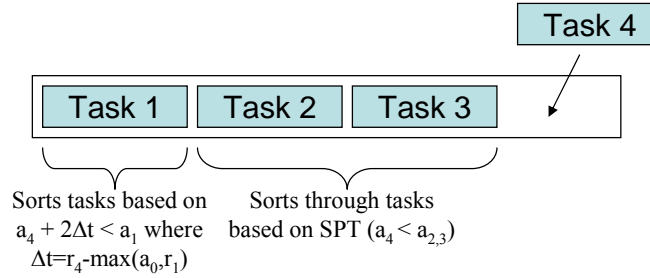 Task 4
Task 1 Task 2 Task 3
Sorts tasks based on
a₄ + 2Δt < a₁ where
Δt=r₄-max(a₀,r₁)
Sorts through tasks
based on SPT (a₄ < a₂,₃)